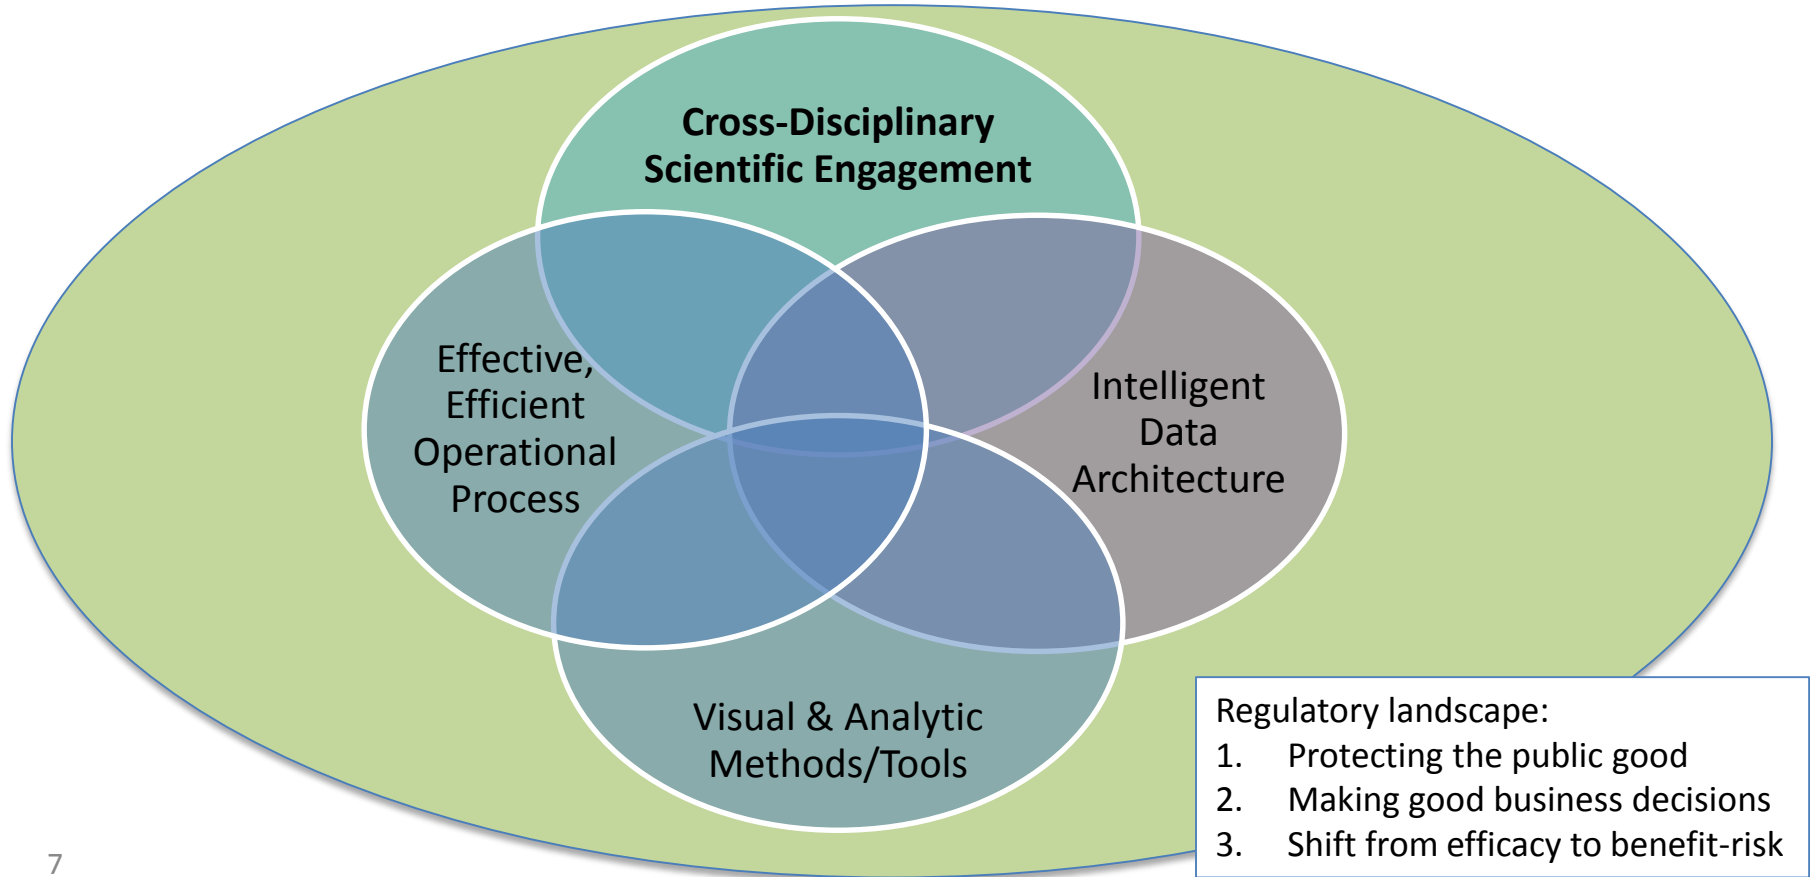 Cross-Disciplinary
Scientific Engagement
Effective,
Efficient
Operational
Process
Intelligent
Data
Architecture
Visual & Analytic
Methods/Tools
Regulatory landscape:
1. Protecting the public good
2. Making good business decisions
3. Shift from efficacy to benefit-risk
7